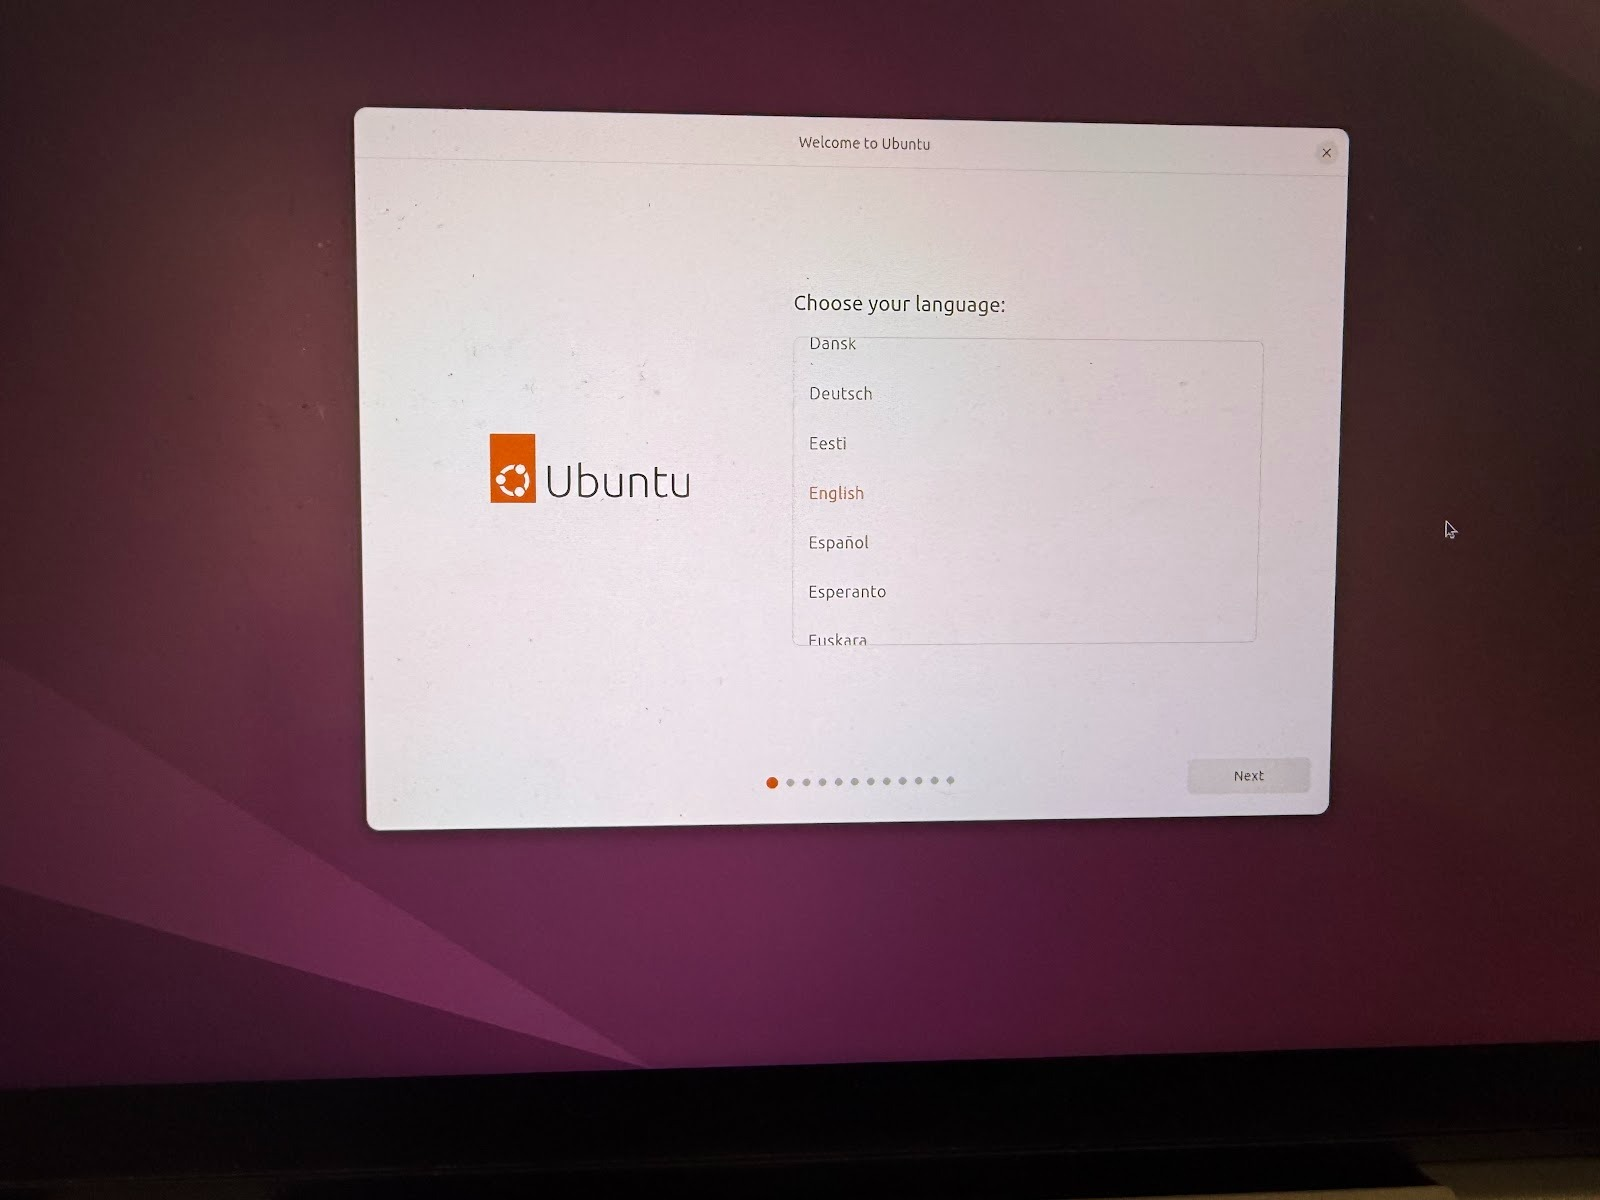 Welcome to Ubuntu
Ubuntu
Choose your language:
Dansk
Deutsch
Eesti
English
Español
Esperanto
Euskara
Next